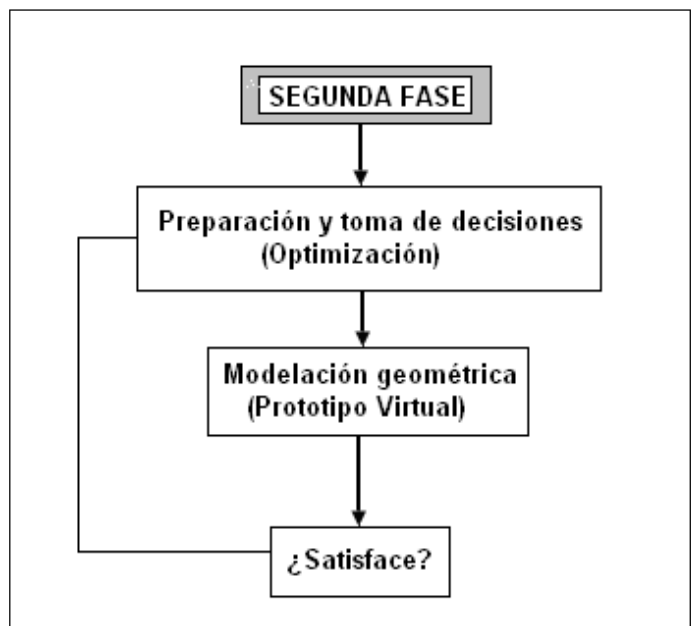 SEGUNDA FASE
Preparación y toma de decisiones
(Optimización)
Modelación geométrica
(Prototipo Virtual)
¿Satisface?